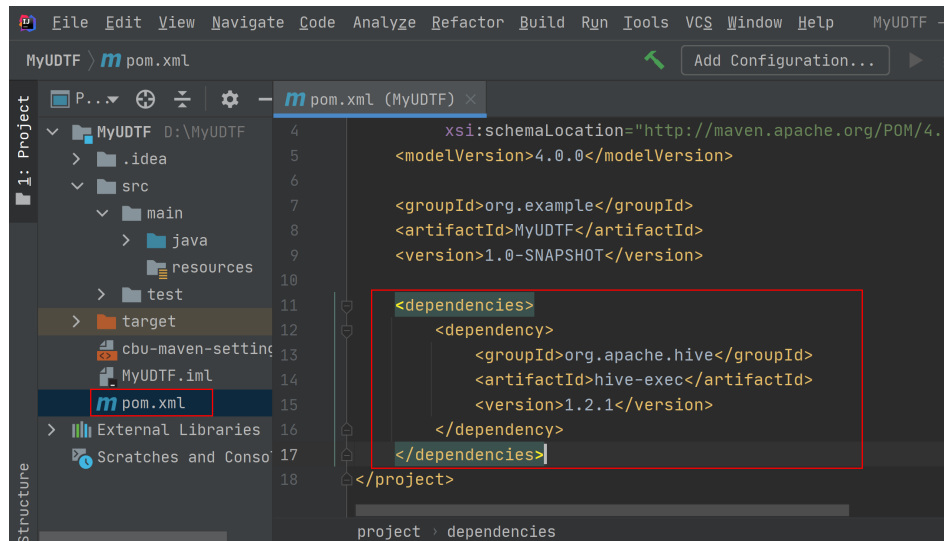 File Edit View Navigate Code Analyze Refactor Build Run Tools VCS Window Help MyUDTF -
MyUDTF pom.xml Add Configuration...
1: Project
P... 
pom.xml (MyUDTF)
MyUDTF D:\MyUDTF
.idea
src
main
java
resources
test
target
cbu-maven-setting
MyUDTF.iml
pom.xml
External Libraries
Scratches and Conso
Structure
4 xsi:schemaLocation="http://maven.apache.org/POM/4.
5 <modelVersion>4.0.0</modelVersion>
6
7 <groupId>org.example</groupId>
8 <artifactId>MyUDTF</artifactId>
9 <version>1.0-SNAPSHOT</version>
10
11 <dependencies>
12 <dependency>
13 <groupId>org.apache.hive</groupId>
14 <artifactId>hive-exec</artifactId>
15 <version>1.2.1</version>
16 </dependency>
17 </dependencies>
18 </project>
project › dependencies